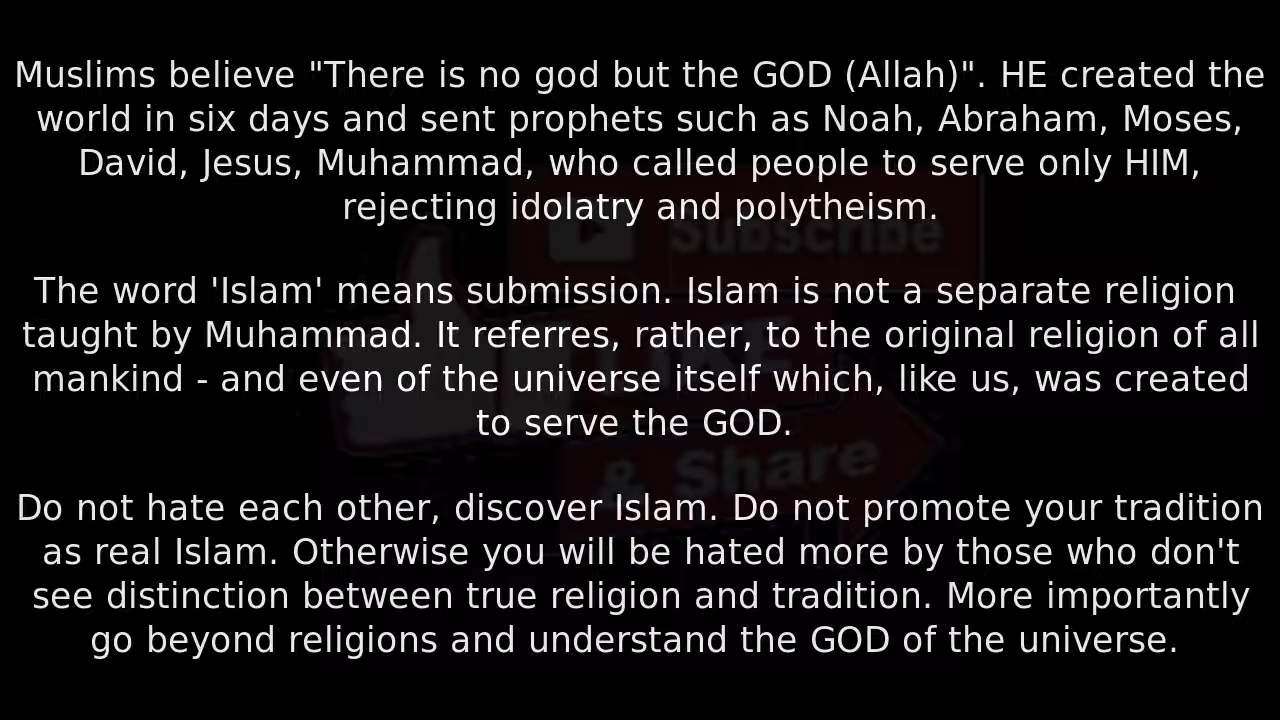 Muslims believe "There is no god but the GOD (Allah)". HE created the
world in six days and sent prophets such as Noah, Abraham, Moses,
David, Jesus, Muhammad, who called people to serve only HIM,
rejecting idolatry and polytheism.
Subscribe
The word 'Islam' means submission. Islam is not a separate religion
taught by Muhammad. It referres, rather, to the original religion of all
mankind - and even of the universe itself which, like us, was created
to serve the GOD.
& Share
Do not hate each other, discover Islam. Do not promote your tradition
as real Islam. Otherwise you will be hated more by those who don't
see distinction between true religion and tradition. More importantly
go beyond religions and understand the GOD of the universe.